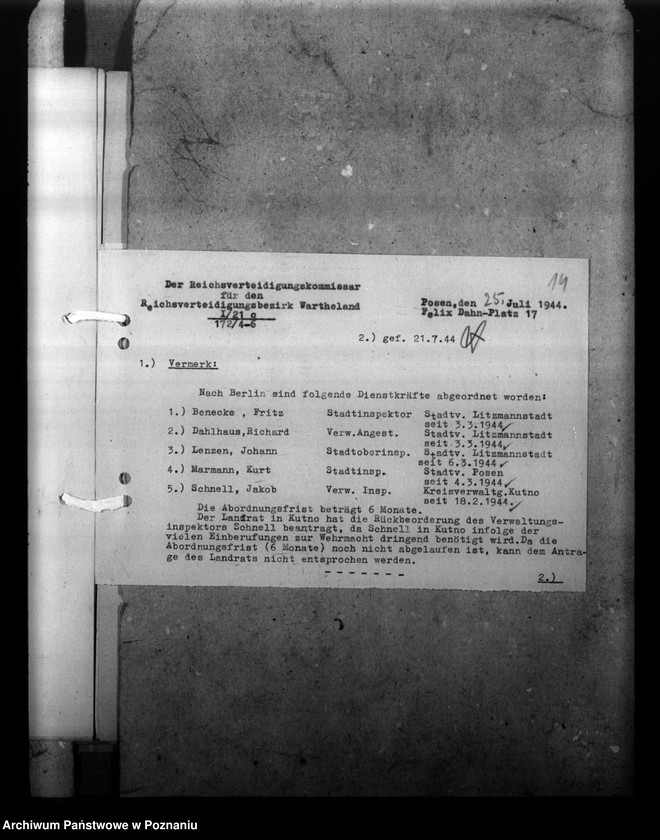 14
Der Reichsverteidigungskommissar
für den
Reichsverteidigungsbezirk Wartheland
I/21 c
172/4-6
Posen,den 25. Juli 1944.
Felix Dahn-Platz 17
2.) gef. 21.7.44
1.) Vermerk:
Nach Berlin sind folgende Dienstkräfte abgeordnet worden:
1.) Benecke , Fritz Stadtinspektor Stadtv. Litzmannstadt
seit 3.3.1944
2.) Dahlhaus,Richard Verw.Angest. Stadtv. Litzmannstadt
seit 3.3.1944
3.) Lenzen, Johann Stadtoberinsp. Stadtv. Litzmannstadt
seit 6.3.1944
4.) Marmann, Kurt Stadtinsp. Stadtv. Posen
seit 4.3.1944
5.) Schnell, Jakob Verw. Insp. Kreisverwaltg.Kutno
seit 18.2.1944.
Die Abordnungsfrist beträgt 6 Monate.
Der Landrat in Kutno hat die Rückbeorderung des Verwaltungs-
inspektors Schnell beantragt, da Schnell in Kutno infolge der
vielen Einberufungen zur Wehrmacht dringend benötigt wird.Da die
Abordnungsfrist (6 Monate) noch nicht abgelaufen ist, kann dem Antra-
ge des Landrats nicht entsprochen werden.
- - - - - - -
2.)
Archiwum Państwowe w Poznaniu